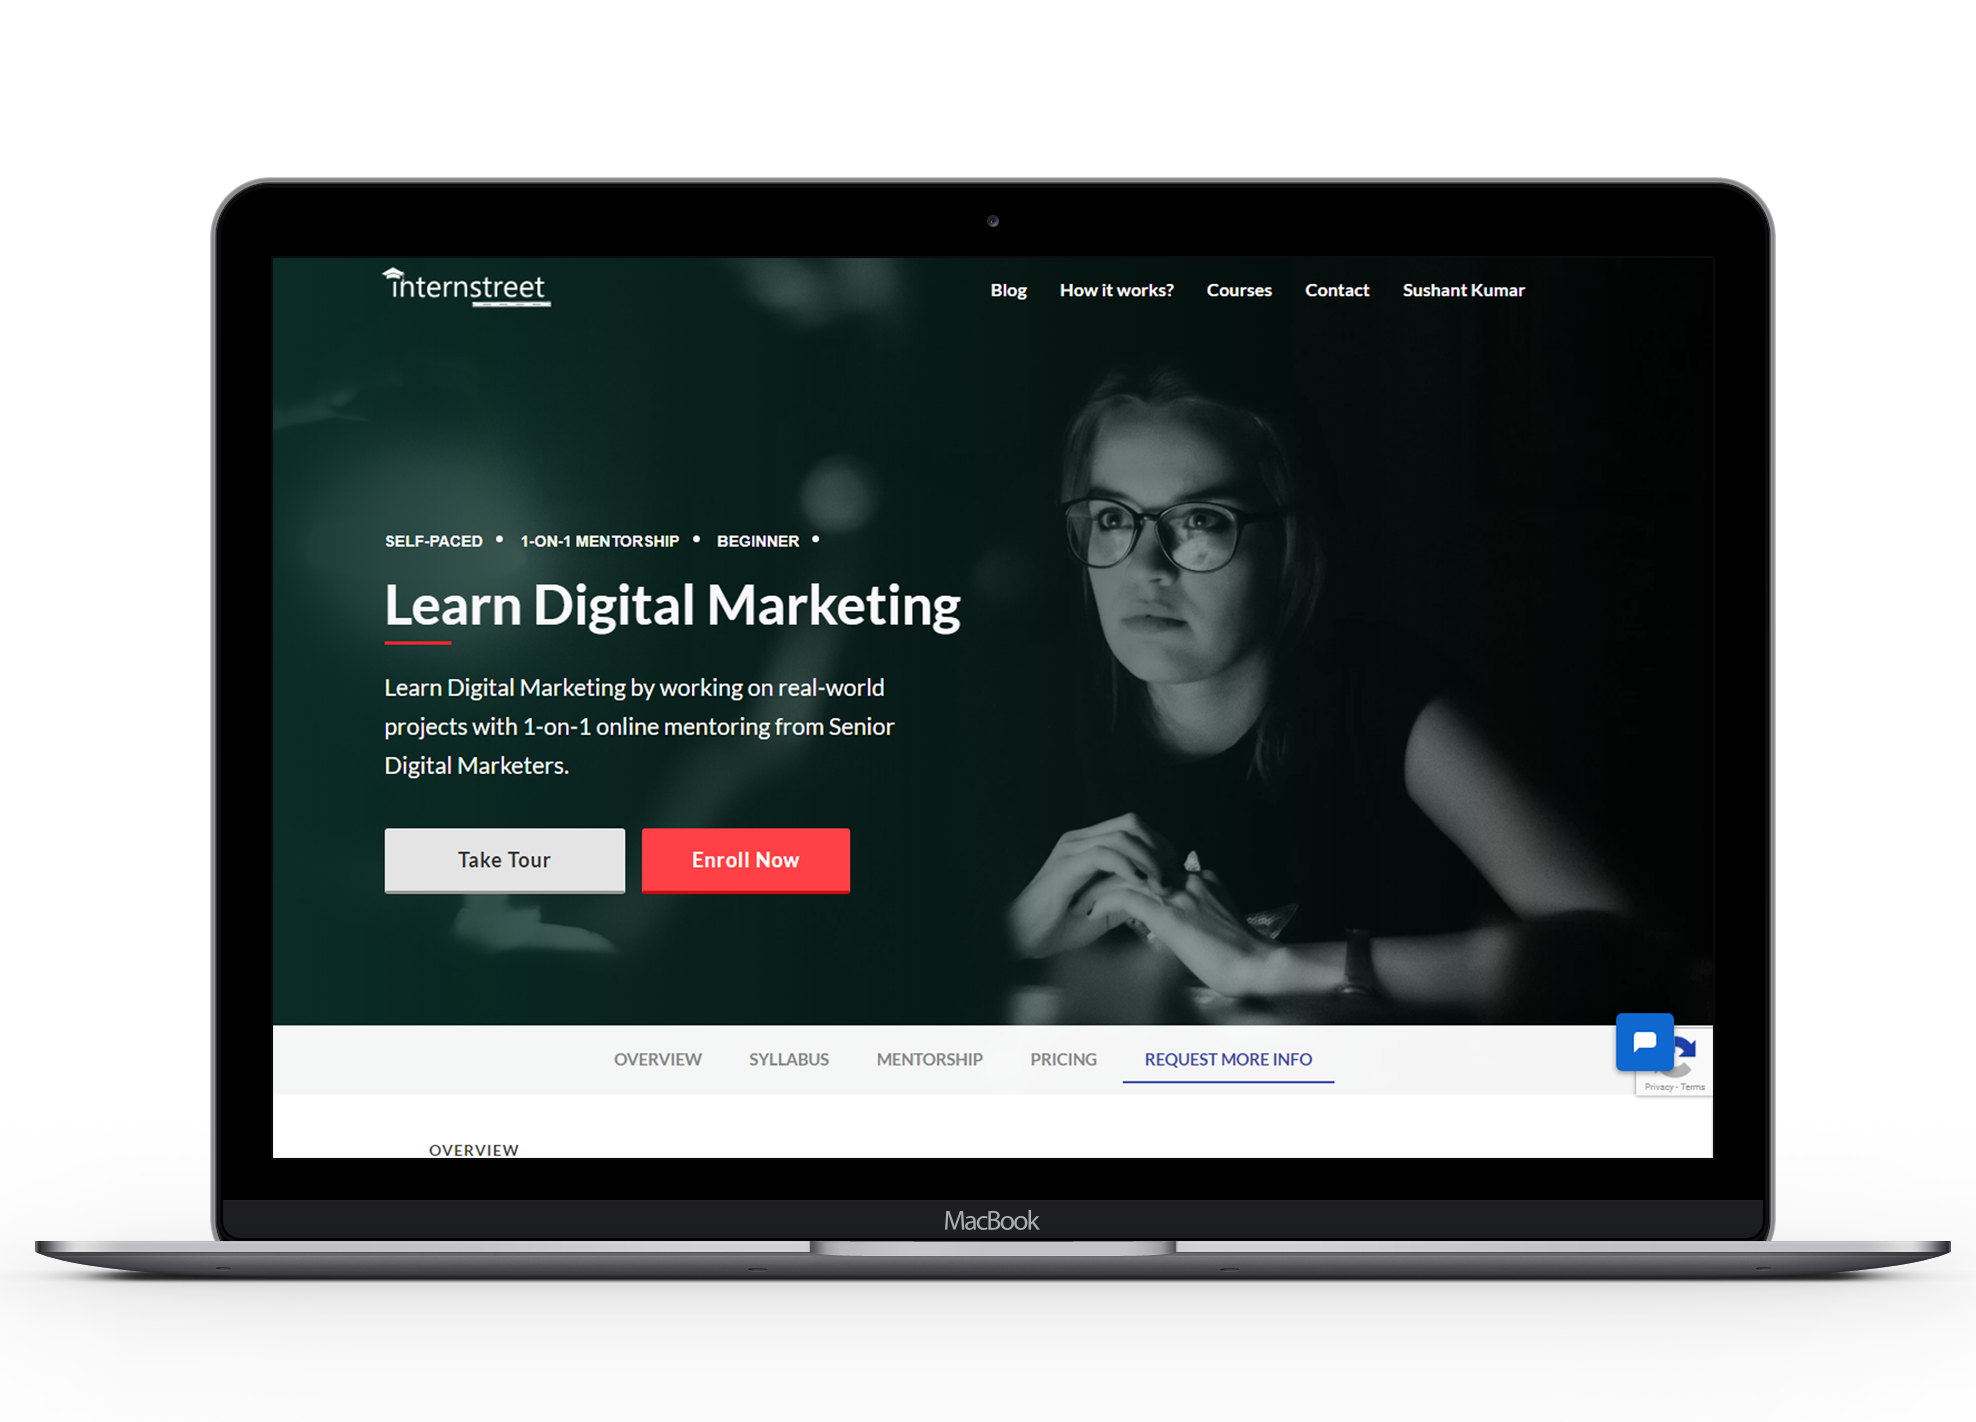 internstreet
Blog How it works? Courses Contact Sushant Kumar
SELF-PACED • 1-ON-1 MENTORSHIP • BEGINNER •
Learn Digital Marketing
Learn Digital Marketing by working on real-world
projects with 1-on-1 online mentoring from Senior
Digital Marketers.
Take Tour Enroll Now
OVERVIEW SYLLABUS MENTORSHIP PRICING REQUEST MORE INFO
Privacy - Terms
OVERVIEW
MacBook